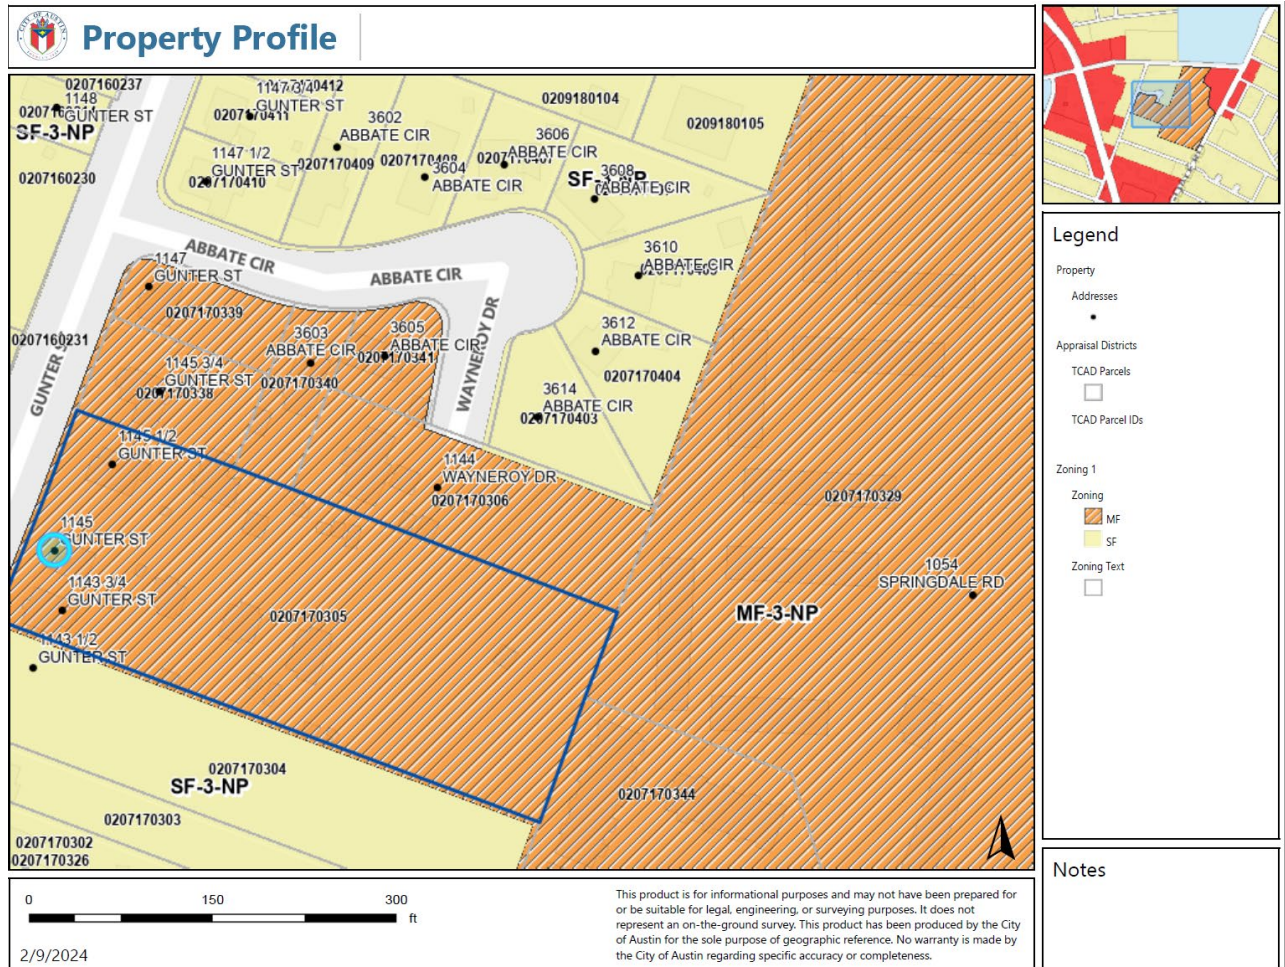 Property Profile
0207160237
1148
GUNTER ST
SF-3-NP
0207160230
1147 3/4
GUNTER ST
1147 1/2
GUNTER ST
0207170410
3602
ABBATE CIR
0207170409
3604
ABBATE CIR
3606
ABBATE CIR
0209180104
0209180105
3608
ABBATE CIR
3610
ABBATE CIR
ABBATE CIR
ABBATE CIR
1147
GUNTER ST
0207170339
0207160231
GUNTER ST
3603
ABBATE CIR
0207170340
3605
ABBATE CIR
0207170341
WAYNEROY DR
3612
ABBATE CIR
0207170404
1145 3/4
GUNTER ST
0207170338
3614
ABBATE CIR
0207170403
1145 1/2
GUNTER ST
1144
WAYNEROY DR
0207170306
0207170329
1145
GUNTER ST
1054
SPRINGDALE RD
1143 3/4
GUNTER ST
0207170305
MF-3-NP
1143 1/2
GUNTER ST
0207170304
SF-3-NP
0207170344
0207170303
0207170302
0207170326
Legend
Property
Addresses
Appraisal Districts
TCAD Parcels
TCAD Parcel IDs
Zoning 1
Zoning
MF
SF
Zoning Text
Notes
0 150 300
ft
2/9/2024
This product is for informational purposes and may not have been prepared for
or be suitable for legal, engineering, or surveying purposes. It does not
represent an on-the-ground survey. This product has been produced by the City
of Austin for the sole purpose of geographic reference. No warranty is made by
the City of Austin regarding specific accuracy or completeness.